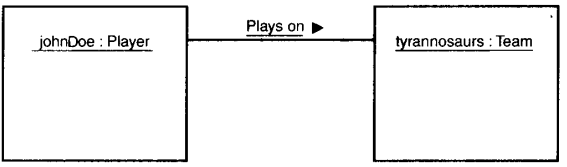 johnDoe : Player
Plays on ▶
tyrannosaurs : Team